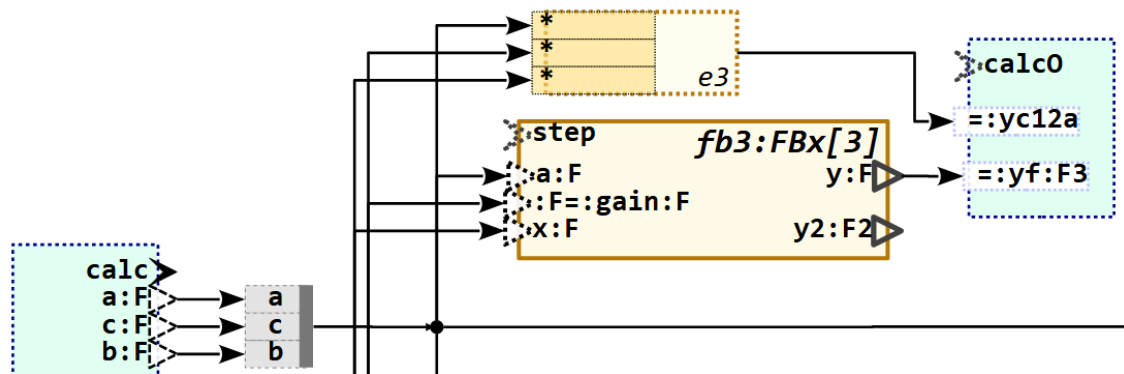 *
*
*
e3
calcO
=:yc12a
step
fb3:FBx[3]
a:F
y:F
=:yf:F3
:F=:gain:F
x:F
y2:F2
calc
a:F
a
c:F
c
b:F
b